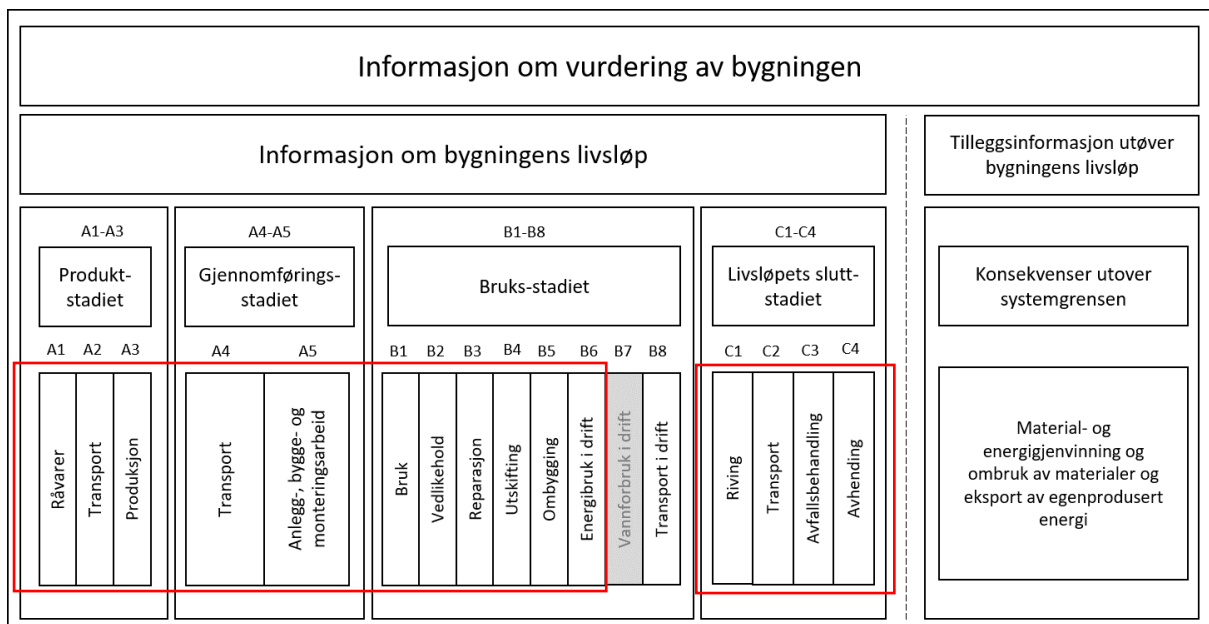 Informasjon om vurdering av bygningen
Informasjon om bygningens livsløp
Tilleggsinformasjon utøver
bygningens livsløp
A1-A3
Produkt-
stadiet
A4-A5
Gjennomførings-
stadiet
B1-B8
Bruks-stadiet
C1-C4
Livsløpets slutt-
stadiet
Konsekvenser utover
systemgrensen
A1 A2 A3
A4 A5
B1 B2 B3 B4 B5 B6 B7 B8
C1 C2 C3 C4
Råvarer
Transport
Produksjon
Transport
Anlegg-, bygge- og
monteringsarbeid
Bruk
Vedlikehold
Reparasjon
Utskifting
Ombygging
Energibruk i drift
Vannforbruk i drift
Transport i drift
Riving
Transport
Avfallsbehandling
Avhending
Material- og
energigjenvinning og
ombruk av materialer og
eksport av egenprodusert
energi